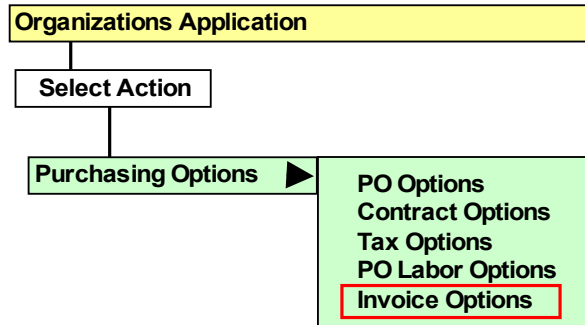 Organizations Application
Select Action
Purchasing Options
PO Options
Contract Options
Tax Options
PO Labor Options
Invoice Options